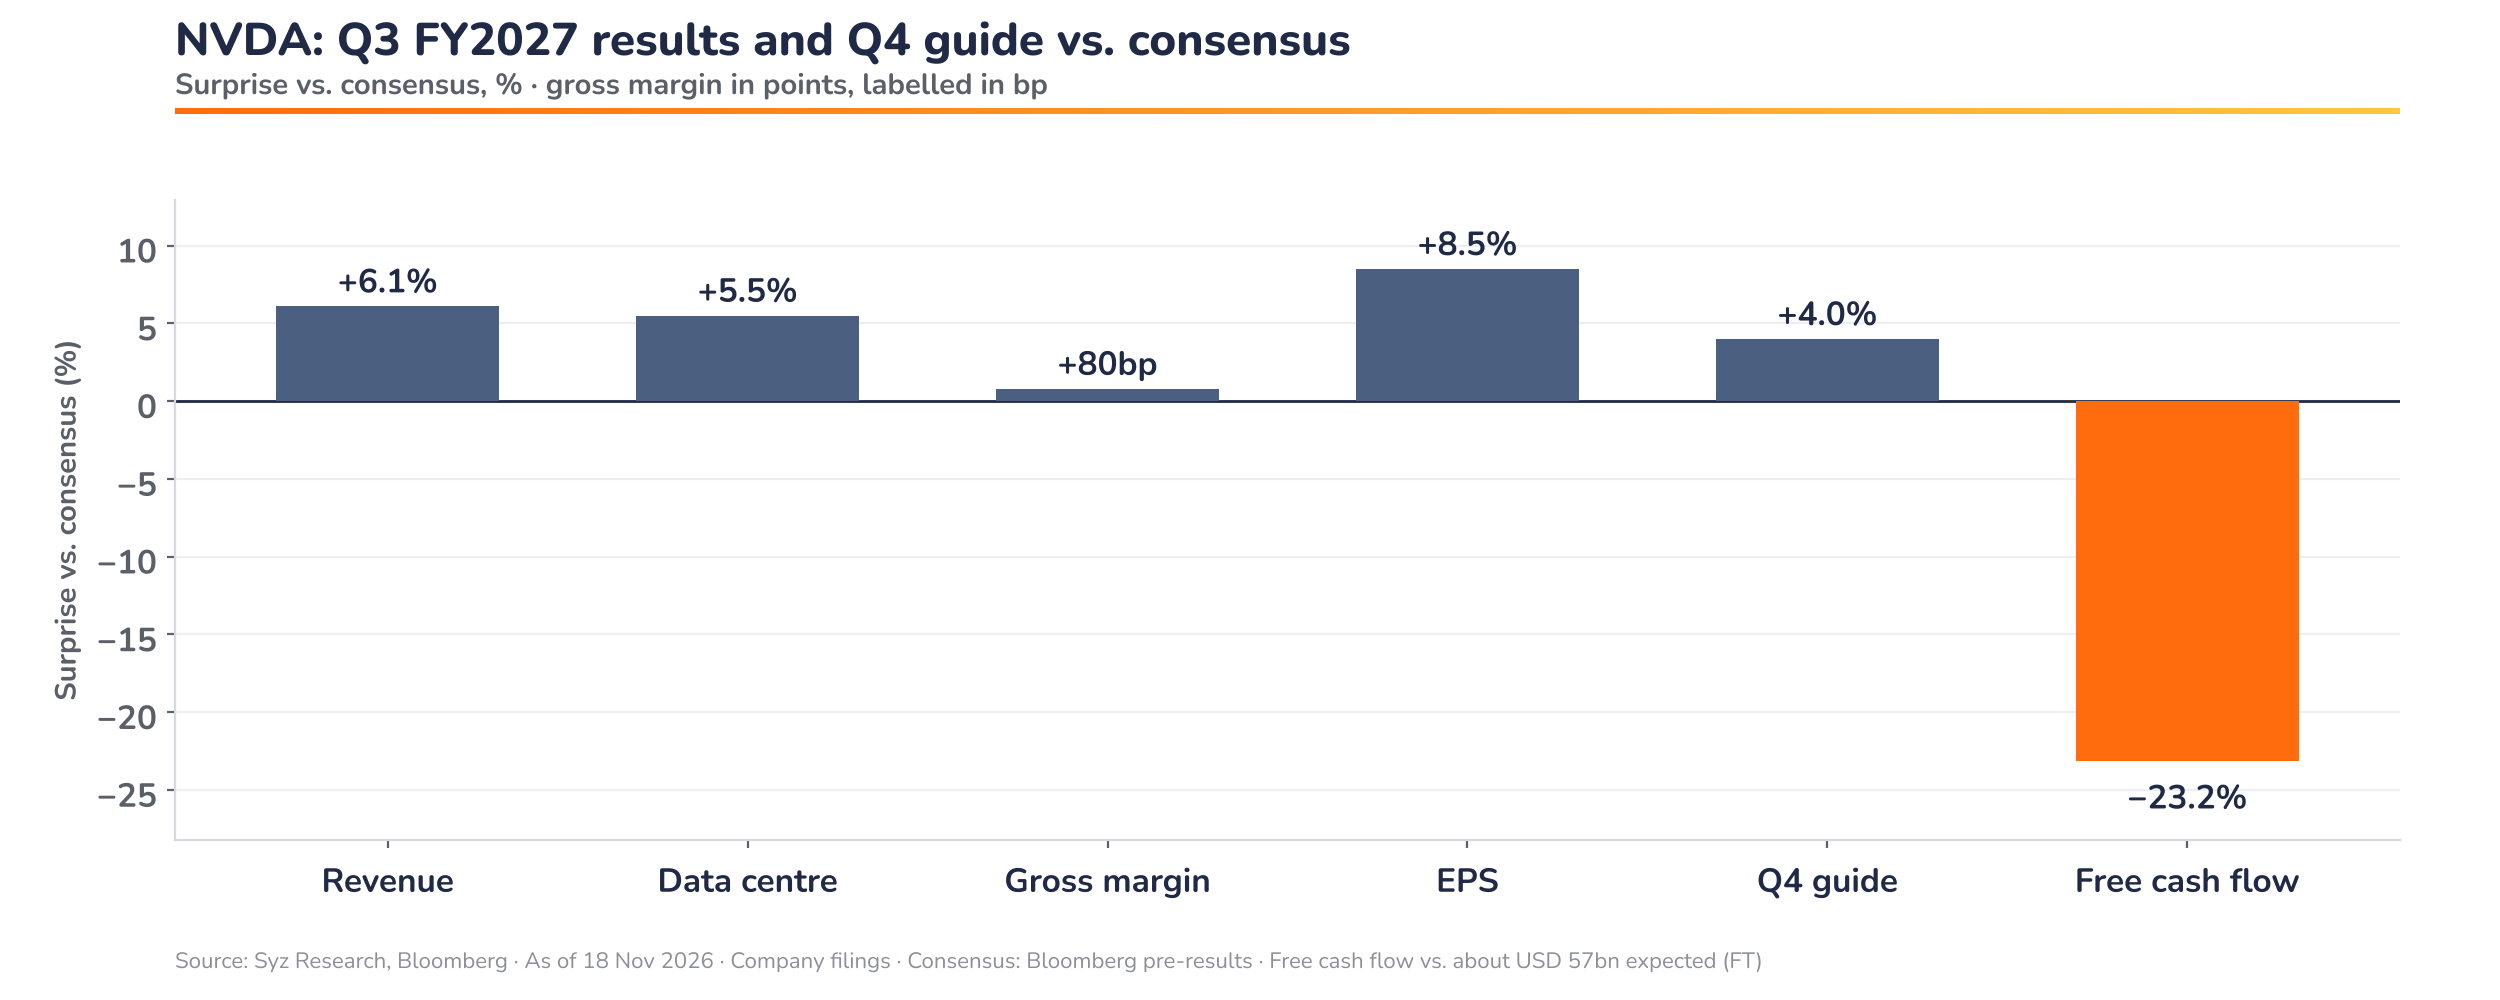 NVDA: Q3 FY2027 results and Q4 guide vs. consensus
Surprise vs. consensus, % · gross margin in points, labelled in bp
Surprise vs. consensus (%)
10
5
0
−5
−10
−15
−20
−25
+6.1%
+5.5%
+80bp
+8.5%
+4.0%
−23.2%
Revenue
Data centre
Gross margin
EPS
Q4 guide
Free cash flow
Source: Syz Research, Bloomberg · As of 18 Nov 2026 · Company filings · Consensus: Bloomberg pre-results · Free cash flow vs. about USD 57bn expected (FT)